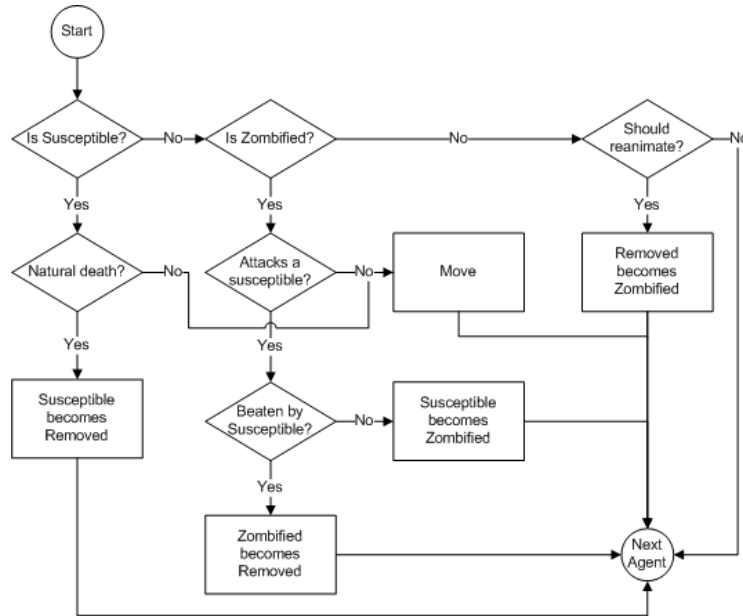 Start
Is Susceptible?
No
Is Zombified?
No
Should
reanimate?
No
Yes
Yes
Yes
Natural death?
No
Attacks a
susceptible?
No
Move
Removed
becomes
Zombified
Yes
Yes
Susceptible
becomes
Removed
Beaten by
Susceptible?
No
Susceptible
becomes
Zombified
Yes
Zombified
becomes
Removed
Next
Agent